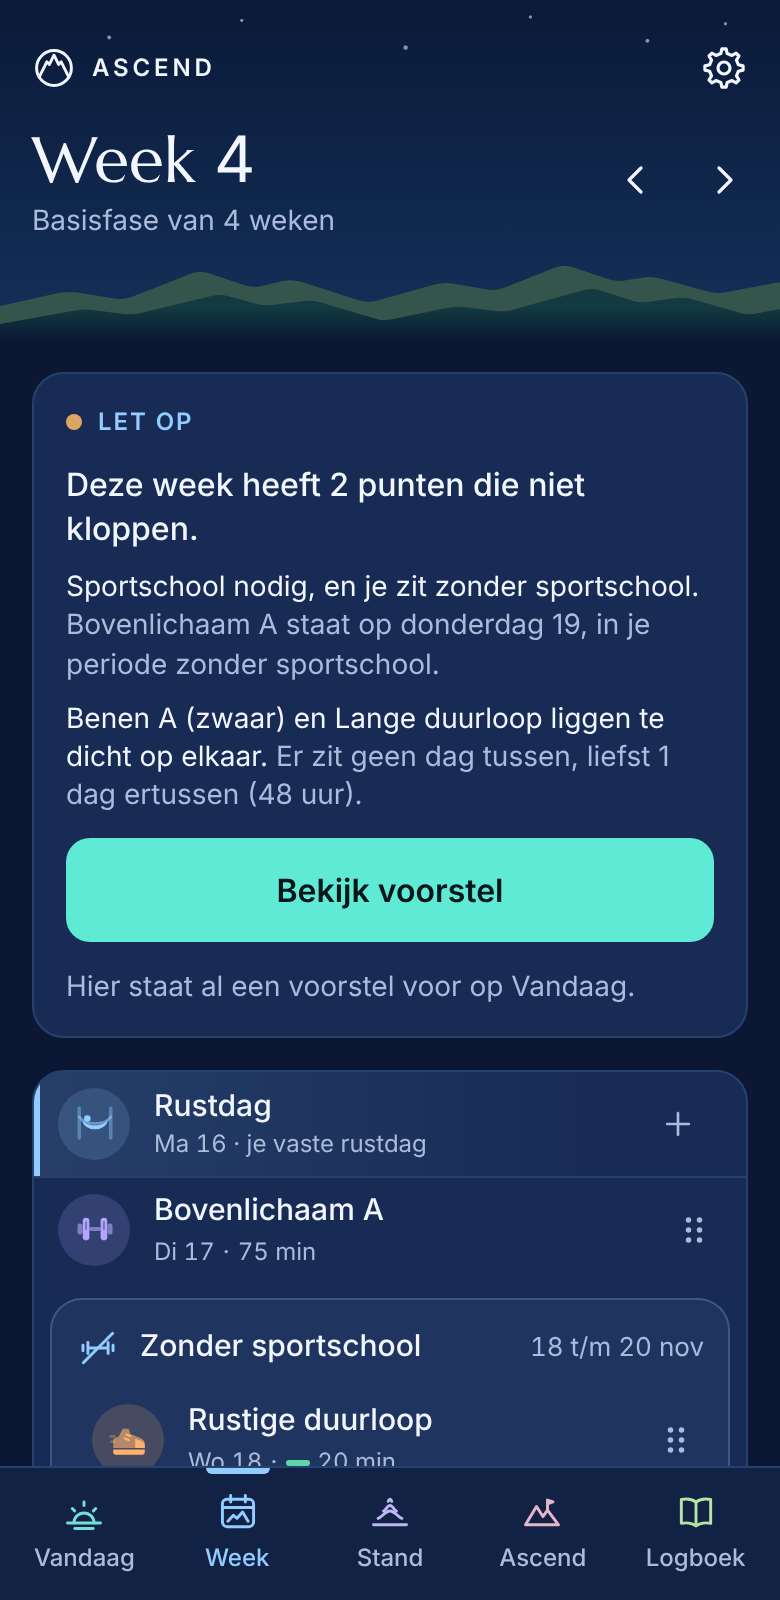 ASCEND
Week 4
Basisfase van 4 weken
LET OP
Deze week heeft 2 punten die niet
kloppen.
Sportschool nodig, en je zit zonder sportschool.
Bovenlichaam A staat op donderdag 19, in je
periode zonder sportschool.
Benen A (zwaar) en Lange duurloop liggen te
dicht op elkaar. Er zit geen dag tussen, liefst 1
dag ertussen (48 uur).
Bekijk voorstel
Hier staat al een voorstel voor op Vandaag.
Rustdag
Ma 16 · je vaste rustdag
Bovenlichaam A
Di 17 · 75 min
Zonder sportschool 18 t/m 20 nov
Rustige duurloop
Wo 18 · 20 min
Vandaag Week Stand Ascend Logboek